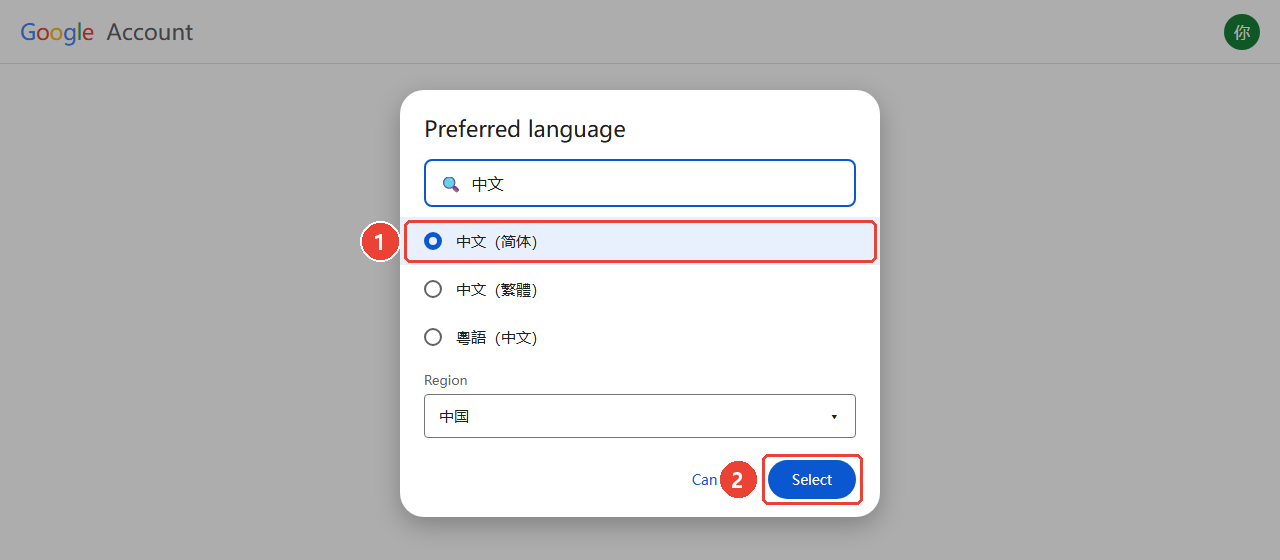 Google Account
你
Preferred language
中文
1
中文（简体）
中文（繁體）
粵語（中文）
Region
中国
Can
2
Select